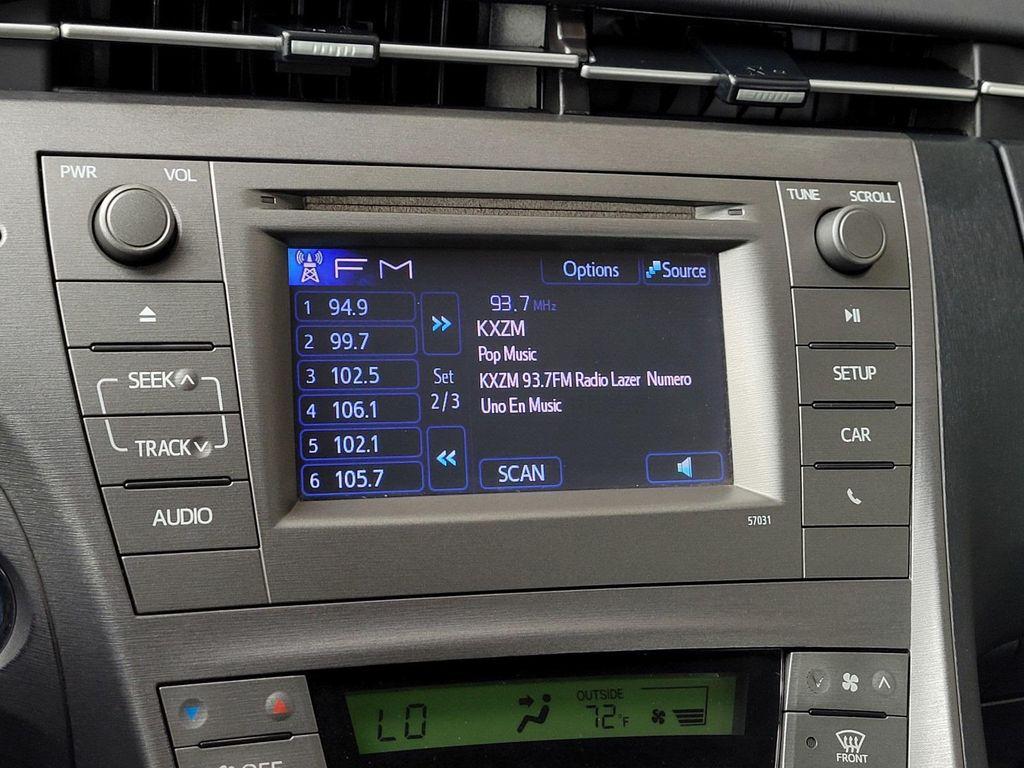 PWR VOL
TUNE SCROLL
FM
Options
Source
1 94.9
2 99.7
3 102.5
4 106.1
5 102.1
6 105.7
Set
2/3
93.7 MHz
KXZM
Pop Music
KXZM 93.7FM Radio Lazer Numero
Uno En Music
SCAN
SEEK
TRACK
AUDIO
SETUP
CAR
57031
LO
OUTSIDE
72°F
OFF
FRONT